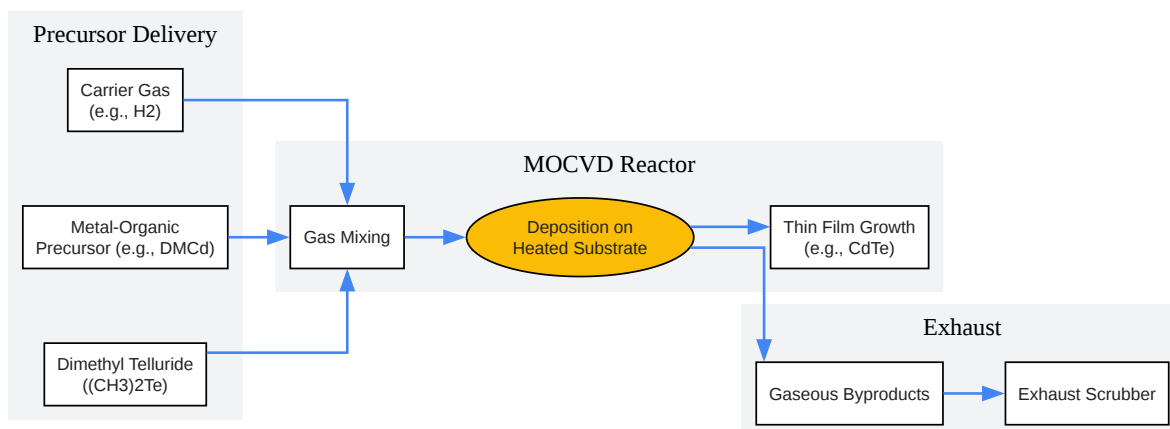 Precursor Delivery
Carrier Gas
(e.g., H2)
Metal-Organic
Precursor (e.g., DMCd)
Dimethyl Telluride
((CH3)2Te)
MOCVD Reactor
Gas Mixing
Deposition on
Heated Substrate
Thin Film Growth
(e.g., CdTe)
Exhaust
Gaseous Byproducts
Exhaust Scrubber